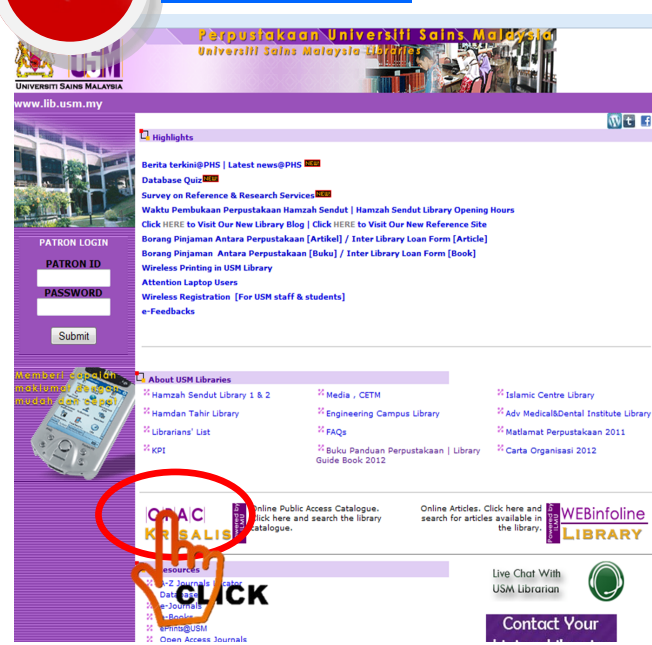 Perpustakaan Universiti Sains Malaysia
Universiti Sains Malaysia Libraries
USM
UNIVERSITI SAINS MALAYSIA
www.lib.usm.my
Highlights
Berita terkini@PHS | Latest news@PHS NEW!
Database Quiz NEW!
Survey on Reference & Research Services NEW!
Waktu Pembukaan Perpustakaan Hamzah Sendut | Hamzah Sendut Library Opening Hours
Click HERE to Visit Our New Library Blog | Click HERE to Visit Our New Reference Site
Borang Pinjaman Antara Perpustakaan [Artikel] / Inter Library Loan Form [Article]
Borang Pinjaman Antara Perpustakaan [Buku] / Inter Library Loan Form [Book]
Wireless Printing in USM Library
Attention Laptop Users
Wireless Registration [For USM staff & students]
e-Feedbacks
PATRON LOGIN
PATRON ID
PASSWORD
Submit
Memberi capaian
maklumat dengan
mudah dan cepat
About USM Libraries
Hamzah Sendut Library 1 & 2
Media , CETM
Islamic Centre Library
Hamdan Tahir Library
Engineering Campus Library
Adv Medical&Dental Institute Library
Librarians' List
FAQs
Matlamat Perpustakaan 2011
KPI
Buku Panduan Perpustakaan | Library
Guide Book 2012
Carta Organisasi 2012
OPAC
KRISALIS
Powered by
ILMU
Online Public Access Catalogue.
Click here and search the library
catalogue.
Online Articles. Click here and
search for articles available in
the library.
Powered by
ILMU
WEBinfoline
LIBRARY
Resources
A-Z Journals Locator
Database
e-Journals
e-Books
ePrints@USM
Open Access Journals
CLICK
Live Chat With
USM Librarian
Contact Your